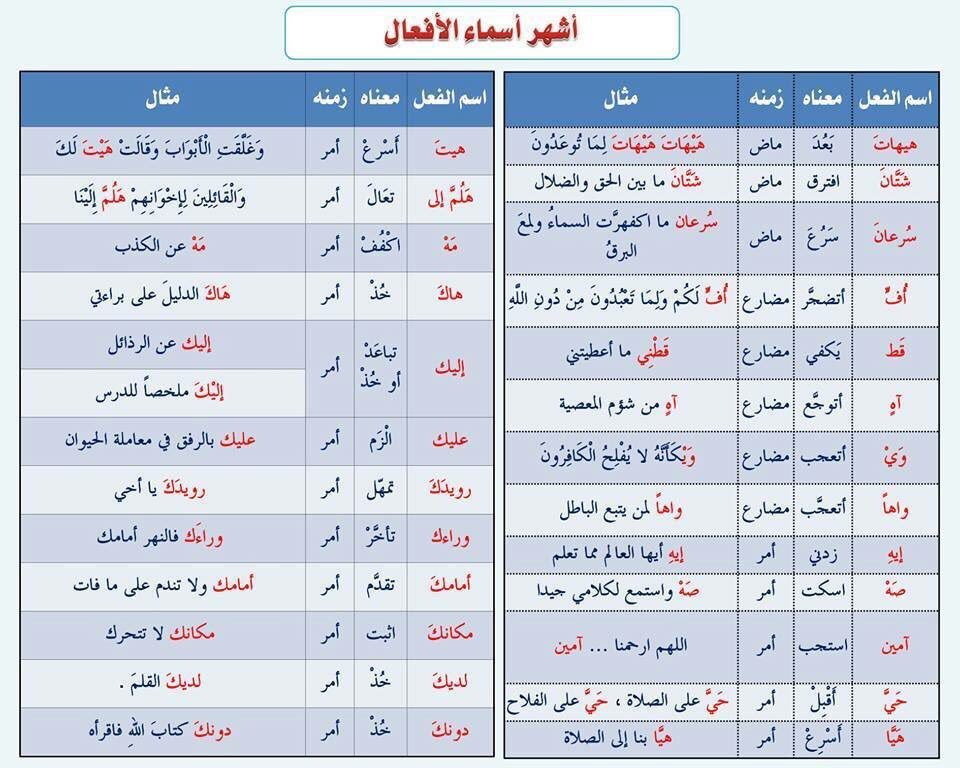 أشهر أسماء الأفعال
اسم الفعل معناه زمنه مثال
هيهاتَ بَعُدَ ماض هَيْهَاتَ هَيْهَاتَ لِمَا تُوعَدُونَ
شَتَّانَ افترق ماض شَتَّانَ ما بين الحق والضلال
سُرعانَ سَرُعَ ماض سُرعان ما اكفهرَّت السماءُ ولمعَ
البرقُ
أُفٍّ أتضجَّر مضارع أُفٍّ لَكُمْ وَلِمَا تَعْبُدُونَ مِنْ دُونِ اللَّهِ
قَط يَكفي مضارع قَطْنِي ما أعطيتني
آهٍ أتوجَّع مضارع آهٍ من شؤم المعصية
وَيْ أتعجب مضارع وَيْكَأَنَّهُ لا يُفْلِحُ الْكَافِرُونَ
واهاً أتعجَّب مضارع واهاً لمن يتبع الباطل
إيهِ زدني أمر إيهِ أيها العالم مما تعلم
صَهْ اسكت أمر صَهْ واستمع لكلامي جيدا
آمين استجب أمر اللهم ارحمنا ... آمين
حَيَّ أَقْبِلْ أمر حَيَّ على الصلاة ، حَيَّ على الفلاح
هَيَّا أَسْرِعْ أمر هيَّا بنا إلى الصلاة
اسم الفعل معناه زمنه مثال
هيتَ أَسْرعْ أمر وَغَلَّقَتِ الْأَبْوَابَ وَقَالَتْ هَيْتَ لَكَ
هَلُمَّ إلى تعَالَ أمر وَالْقَائِلِينَ لِإِخْوَانِهِمْ هَلُمَّ إِلَيْنَا
مَهْ اكْفُفْ أمر مَهْ عن الكذب
هاكَ خُذْ أمر هَاكَ الدليلَ على براءتي
إليك تباعَدْ أمر إليك عن الرذائل
أو خُذْ إليْكَ ملخصاً للدرس
عليك الْزَم أمر عليك بالرفق في معاملة الحيوان
رويدَكَ تمهّل أمر رويدَكَ يا أخي
وراءك تأخَّرْ أمر وراءَك فالنهر أمامك
أمامكَ تقدَّم أمر أمامك ولا تندم على ما فات
مكانكَ اثبت أمر مكانك لا تتحرك
لديكَ خُذْ أمر لديكَ القلمَ .
دونكَ خُذْ أمر دونكَ كتابَ اللهِ فاقرأه